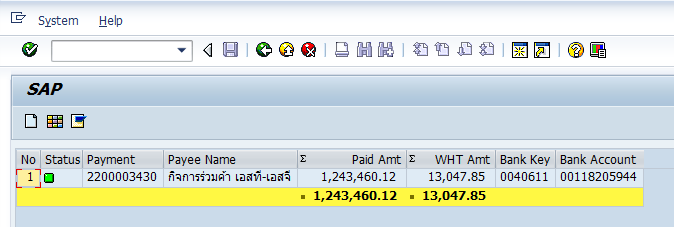 System Help
SAP
No Status Payment Payee Name Σ Paid Amt Σ WHT Amt Bank Key Bank Account
1 2200003430 กิจการร่วมค้า เอสที-เอสจี 1,243,460.12 13,047.85 0040611 00118205944
1,243,460.12 13,047.85